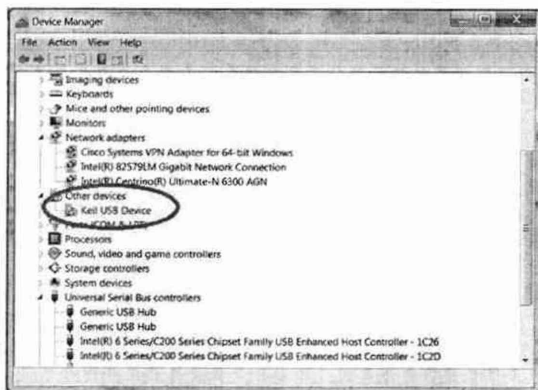 Device Manager
File Action View Help
Imaging devices
Keyboards
Mice and other pointing devices
Monitors
Network adapters
Cisco Systems VPN Adapter for 64-bit Windows
Intel(R) 82579LM Gigabit Network Connection
Intel(R) Centrino(R) Ultimate-N 6300 AGN
Other devices
Keil USB Device
Ports (COM & LPT)
Processors
Sound, video and game controllers
Storage controllers
System devices
Universal Serial Bus controllers
Generic USB Hub
Generic USB Hub
Intel(R) 6 Series/C200 Series Chipset Family USB Enhanced Host Controller - 1C26
Intel(R) 6 Series/C200 Series Chipset Family USB Enhanced Host Controller - 1C2D